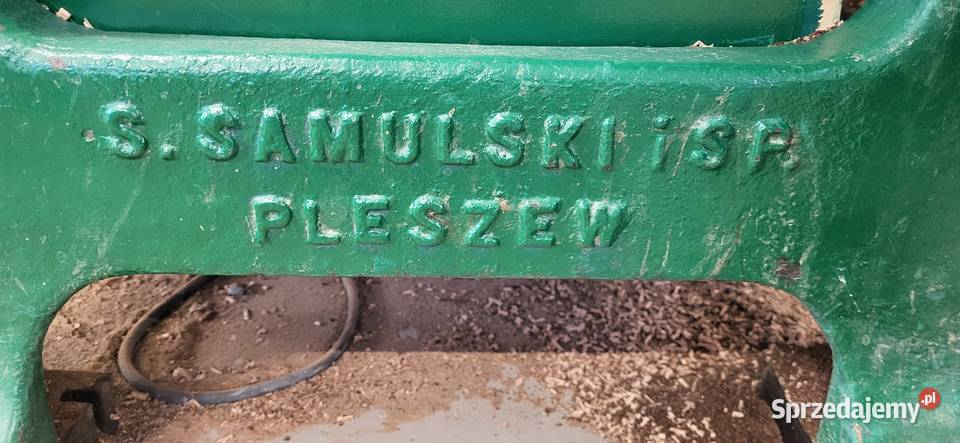 S. SAMULSKI i SP.
PLESZEW
Sprzedajemy.pl